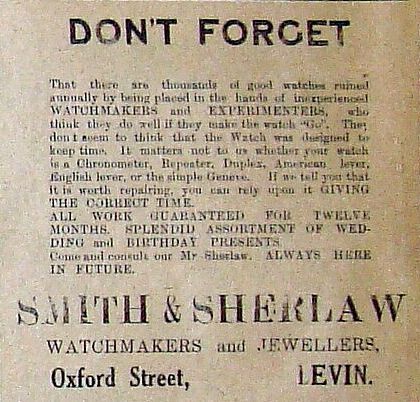 DON'T FORGET
That there are thousands of good watches ruined
annually by being placed in the hands of inexperienced
WATCHMAKERS and EXPERIMENTERS, who
think they do well if they make the watch "Go". They
don't seem to think that the Watch was designed to
keep time. It matters not to us whether your watch
is a Chronometer, Repeater, Duplex, American lever,
English lever, or the simple Geneve. If we tell you that
it is worth repairing, you can rely upon it GIVING
THE CORRECT TIME.
ALL WORK GUARANTEED FOR TWELVE
MONTHS. SPLENDID ASSORTMENT OF WED-
DING and BIRTHDAY PRESENTS
Come and consult our Mr Sherlaw. ALWAYS HERE
IN FUTURE.
SMITH & SHERLAW
WATCHMAKERS and JEWELLERS,
Oxford Street, LEVIN.